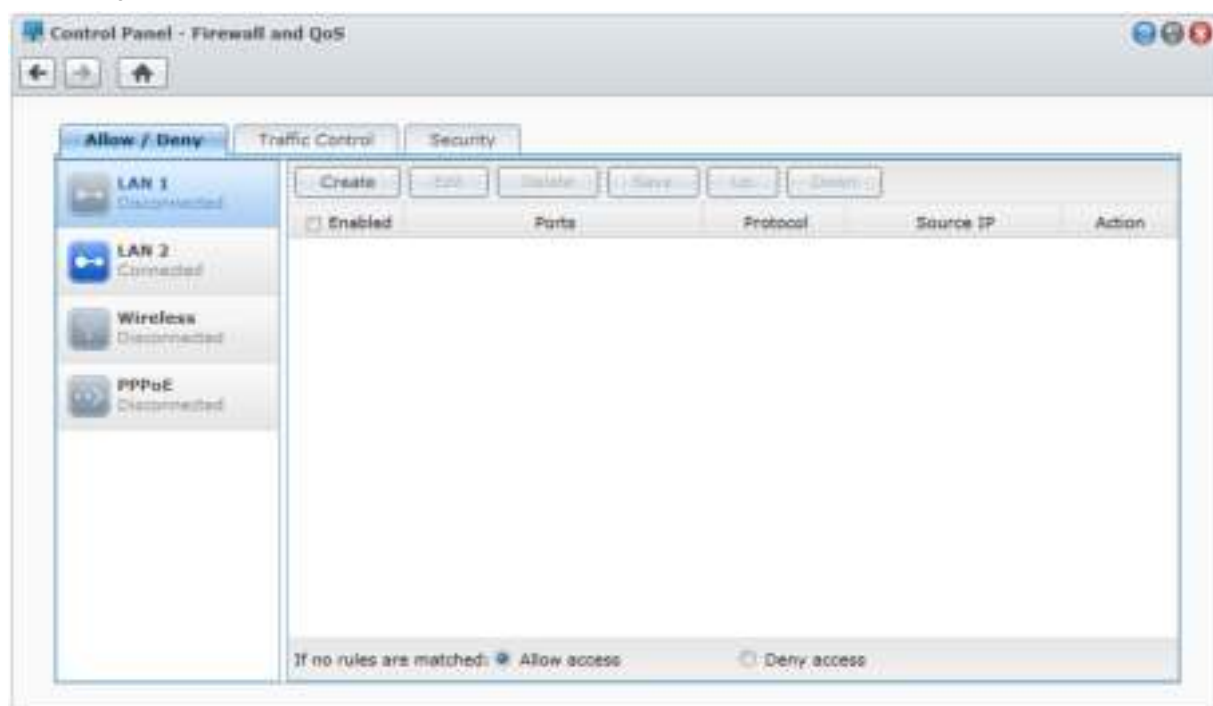 Control Panel - Firewall and QoS
Allow / Deny Traffic Control Security
LAN 1
Disconnected
LAN 2
Connected
Wireless
Disconnected
PPPoE
Disconnected
Create Edit Delete Save Up Down
Enabled Ports Protocol Source IP Action
If no rules are matched: Allow access Deny access